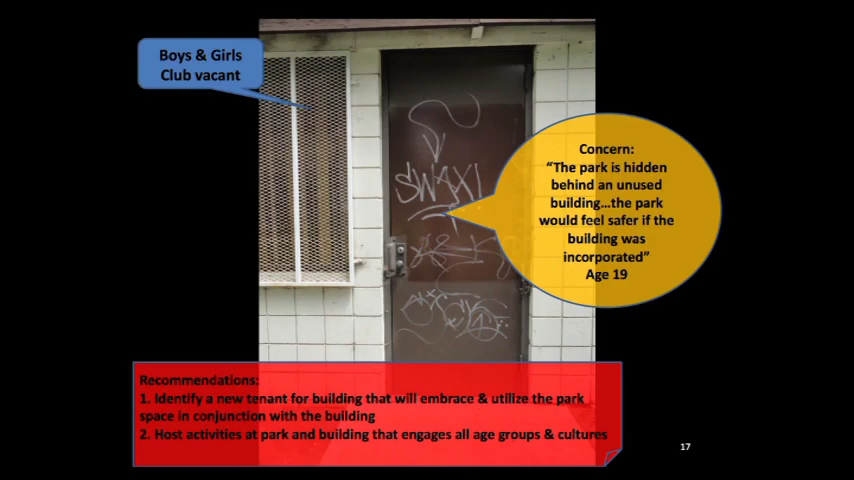 Boys & Girls
Club vacant
Concern:
“The park is hidden
behind an unused
building…the park
would feel safer if the
building was
incorporated”
Age 19
SWAX!
Recommendations:
1. Identify a new tenant for building that will embrace & utilize the park
space in conjunction with the building
2. Host activities at park and building that engages all age groups & cultures
17